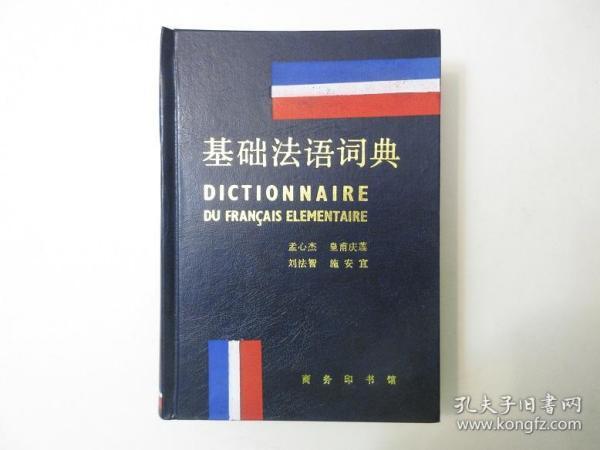 基础法语词典
DICTIONNAIRE
DU FRANÇAIS ELEMENTAIRE
孟心杰 皇甫庆莲
刘法智 施安宜
商务印书馆
孔夫子旧書网
www.kongfz.com